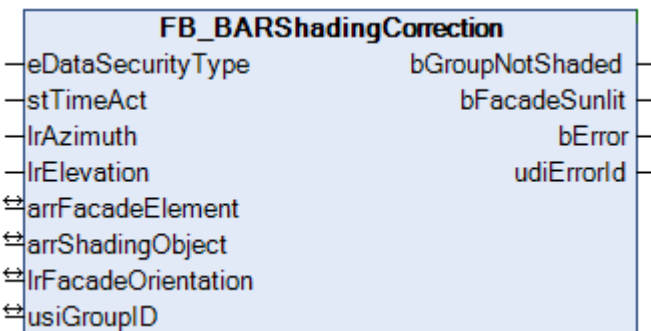 FB_BARShadingCorrection
eDataSecurityType bGroupNotShaded
stTimeAct bFacadeSunlit
lrAzimuth bError
lrElevation udiErrorId
arrFacadeElement
arrShadingObject
lrFacadeOrientation
usiGroupID